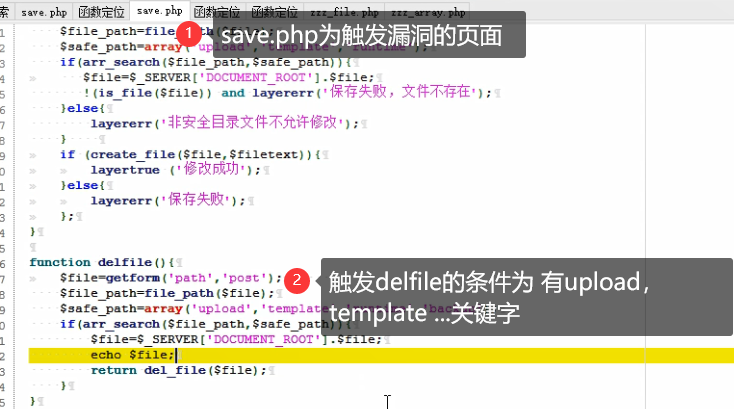 索 save.php 函数定位 save.php 函数定位 函数定位 zzz_file.php zzz_array.php
1 save.php为触发漏洞的页面
$file_path=file_path($file);
$safe_path=array('upload','template','runtime');
if(arr_search($file_path,$safe_path)){
$file=$_SERVER['DOCUMENT_ROOT'].$file;
!(is_file($file)) and layererr('保存失败，文件不存在');
}else{
layererr('非安全目录文件不允许修改');
}
if (create_file($file,$filetext)){
layertrue ('修改成功');
}else{
layererr('保存失败');
};
}
function delfile(){
$file=getform('path','post');
2 触发delfile的条件为 有upload，
template ...关键字
$file_path=file_path($file);
$safe_path=array('upload','template'
if(arr_search($file_path,$safe_path)){
$file=$_SERVER['DOCUMENT_ROOT'].$file;
echo $file;
return del_file($file);
}
}